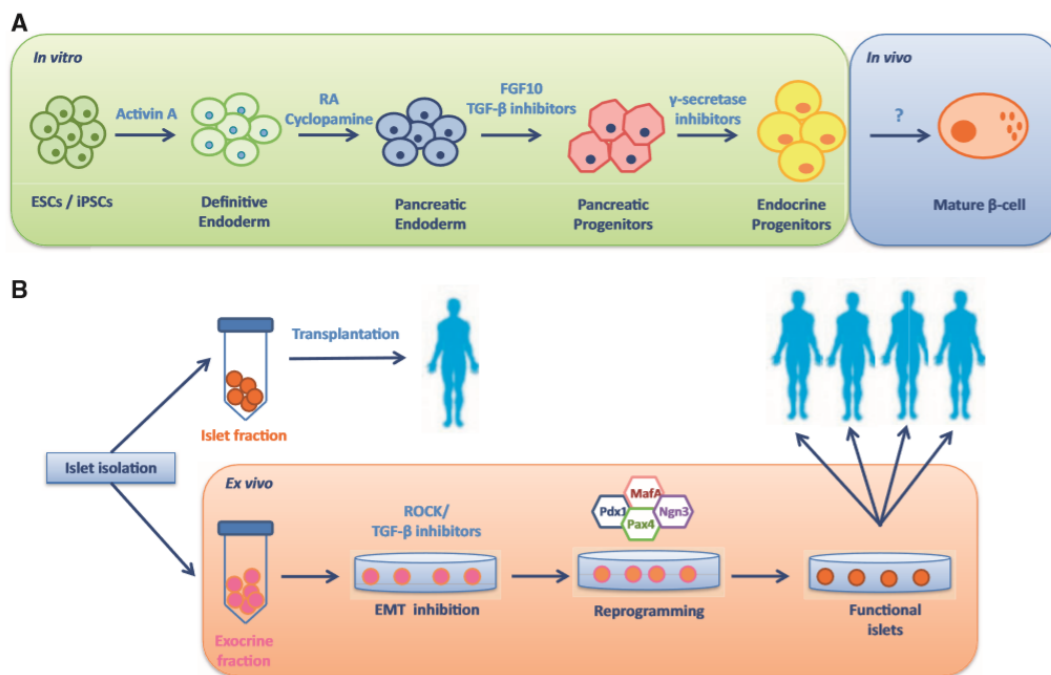 A
In vitro
In vivo
Activin A
RA
Cyclopamine
FGF10
TGF-β inhibitors
γ-secretase
inhibitors
?
ESCs / iPSCs
Definitive
Endoderm
Pancreatic
Endoderm
Pancreatic
Progenitors
Endocrine
Progenitors
Mature β-cell
B
Transplantation
Islet fraction
Islet isolation
Ex vivo
ROCK/
TGF-β inhibitors
MafA
Pdx1
Ngn3
Pax4
EMT inhibition
Reprogramming
Functional
islets
Exocrine
fraction